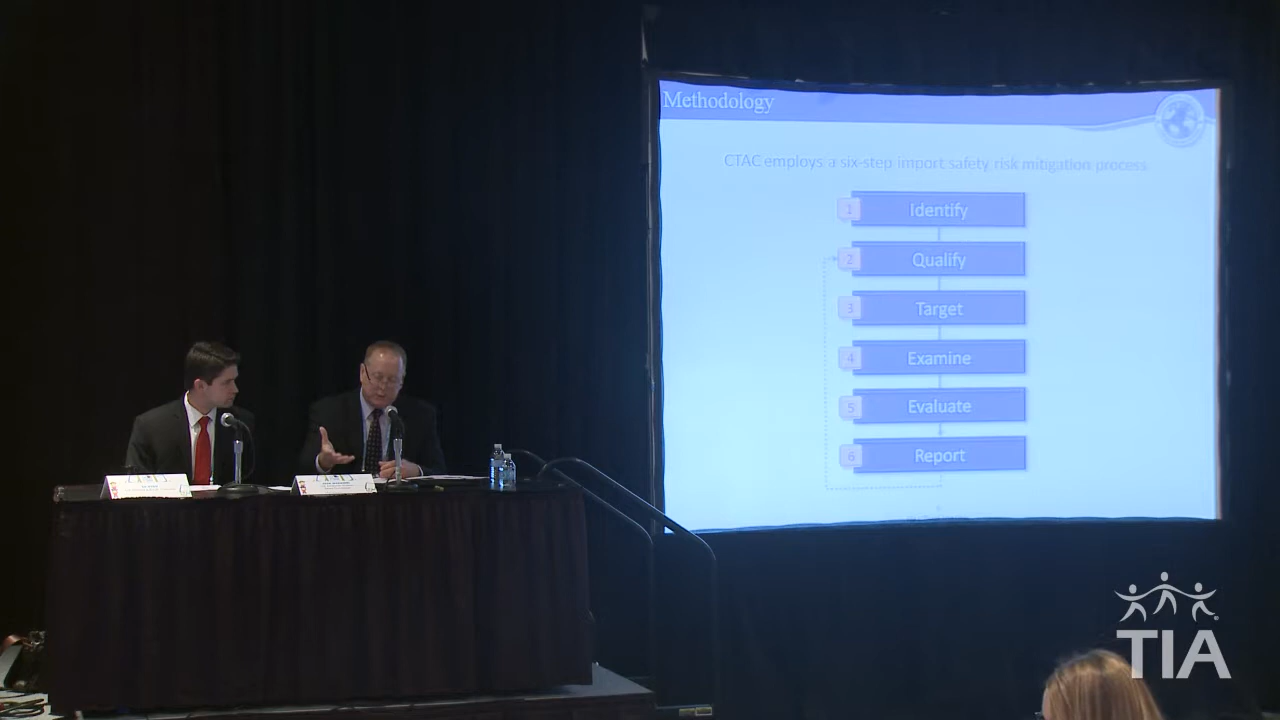 Methodology
CTAC employs a six-step import safety risk mitigation process
1 Identify
2 Qualify
3 Target
4 Examine
5 Evaluate
6 Report
TIA